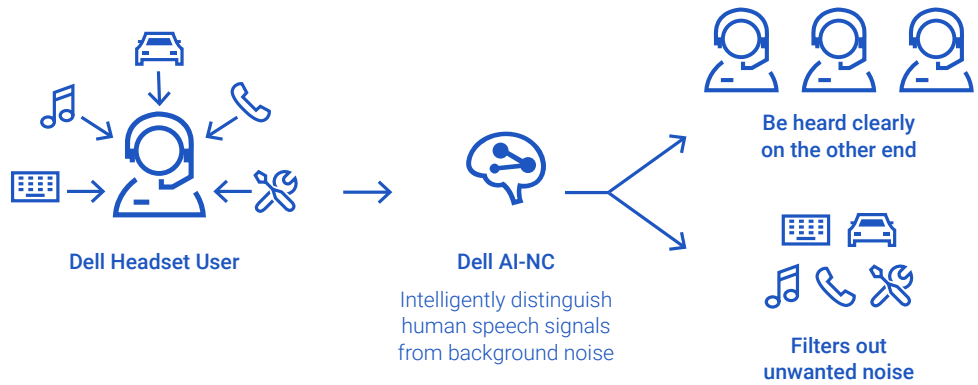 Dell Headset User
Dell AI-NC
Intelligently distinguish
human speech signals
from background noise
Be heard clearly
on the other end
Filters out
unwanted noise